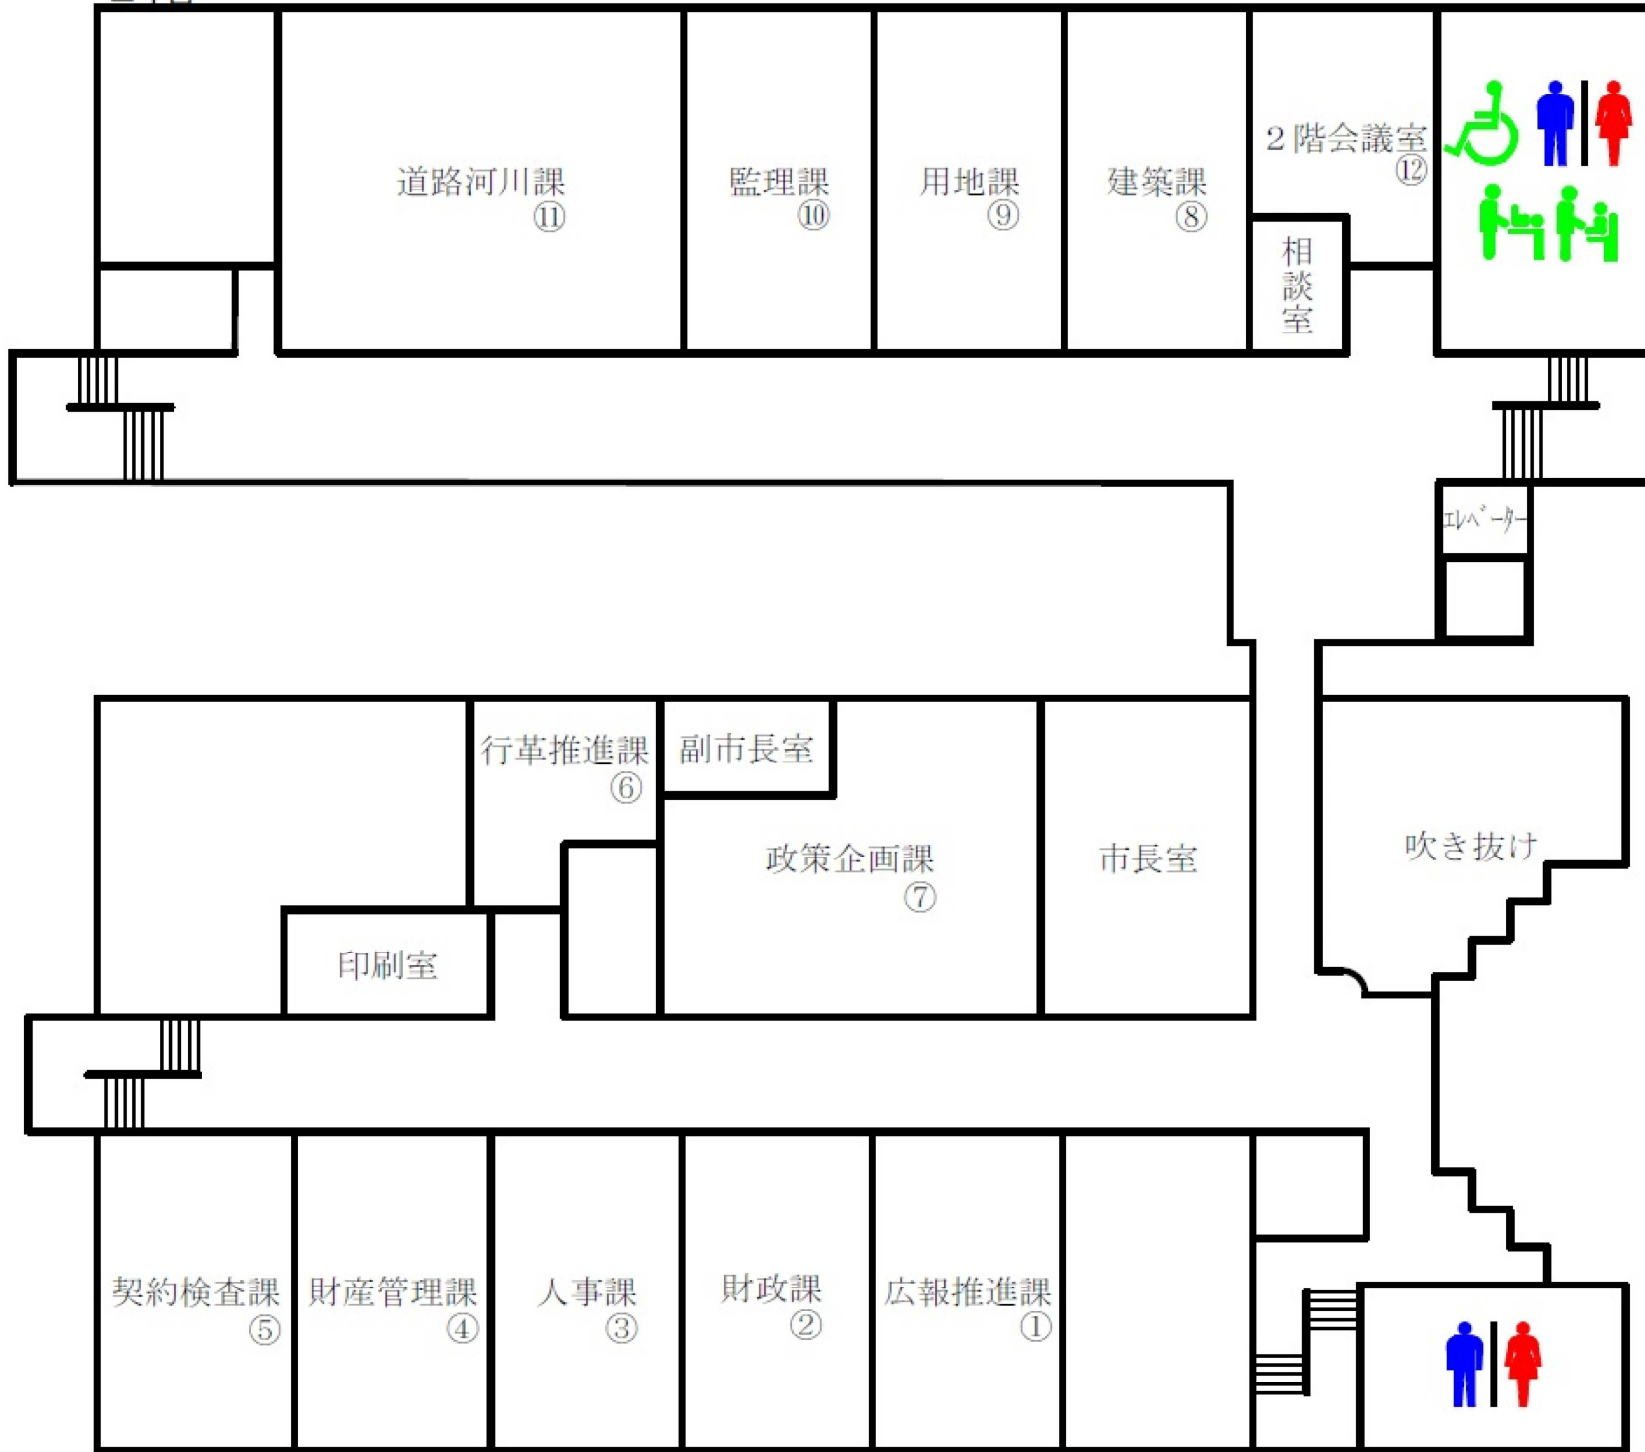 道路河川課
⑪
監理課
⑩
用地課
⑨
建築課
⑧
２階会議室
⑫
相談室
エレベーター
行革推進課
⑥
副市長室
政策企画課
⑦
市長室
吹き抜け
印刷室
契約検査課
⑤
財産管理課
④
人事課
③
財政課
②
広報推進課
①